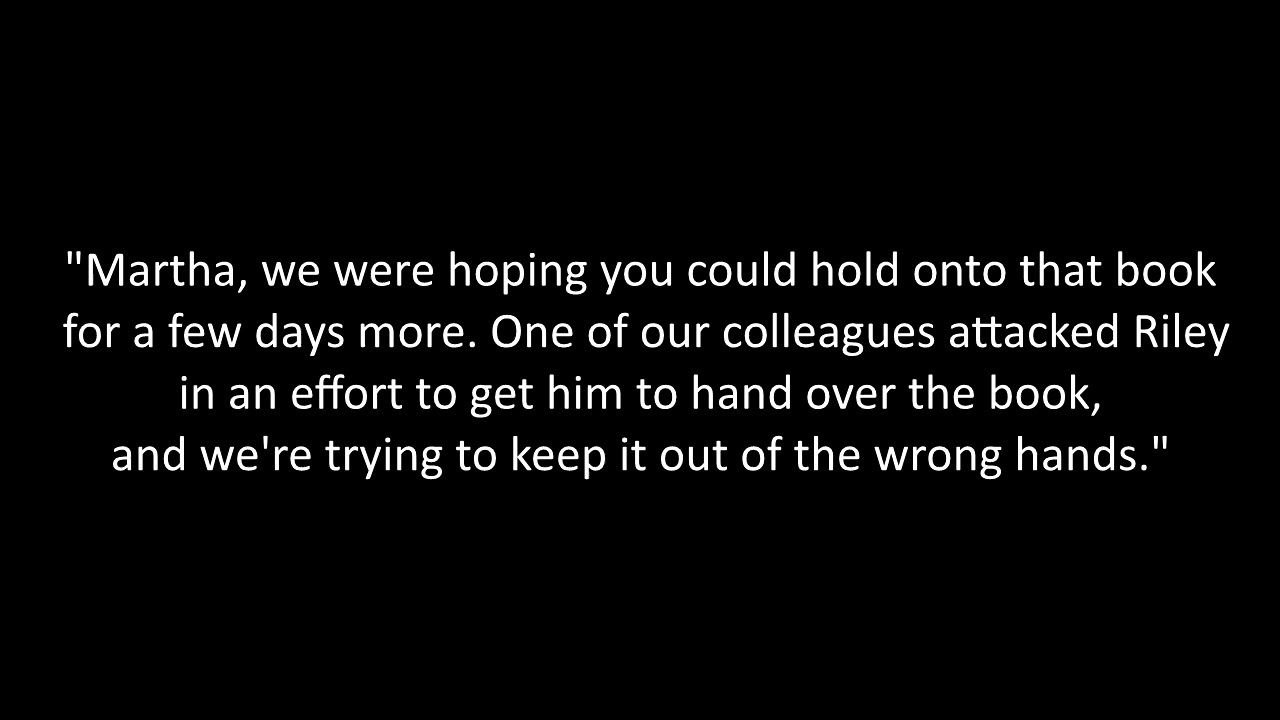 "Martha, we were hoping you could hold onto that book
for a few days more. One of our colleagues attacked Riley
in an effort to get him to hand over the book,
and we're trying to keep it out of the wrong hands."